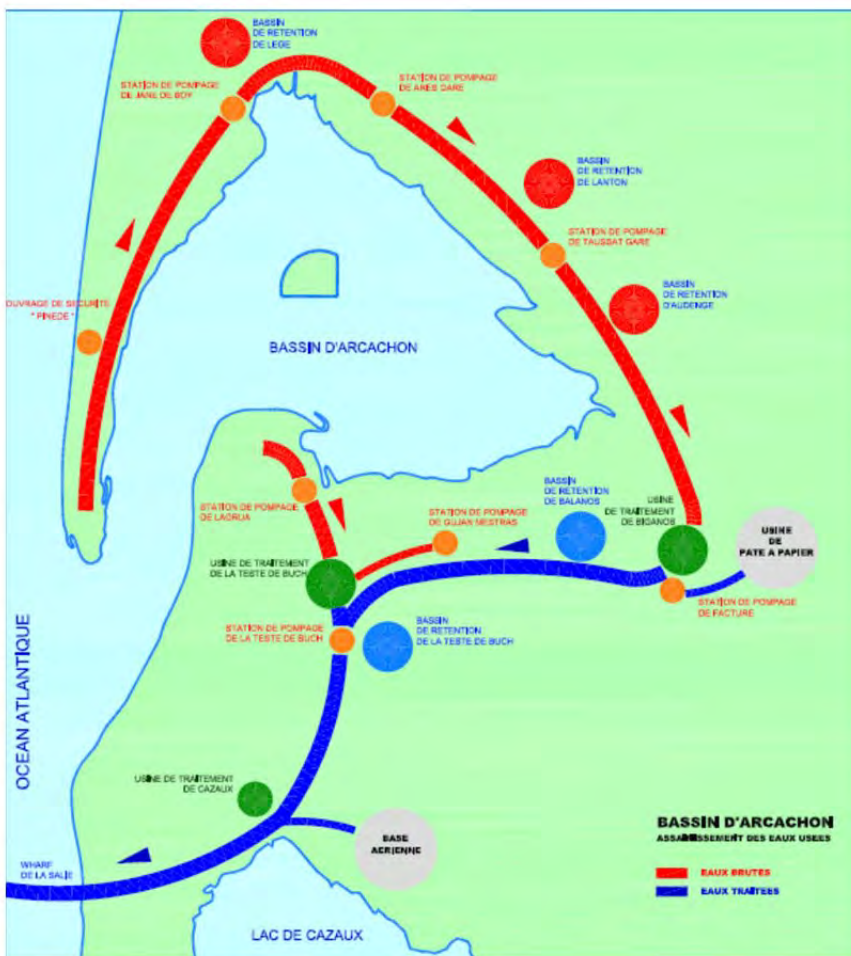 BASSIN
DE RETENTION
DE LEGE
STATION DE POMPAGE
DE JANE DE BOY
STATION DE POMPAGE
DE ARES GARE
BASSIN
DE RETENTION
DE LANTON
STATION DE POMPAGE
DE TAUSSAT GARE
BASSIN
DE RETENTION
D'AUDENGE
OUVRAGE DE SECURITE
" PINEDE "
BASSIN D'ARCACHON
STATION DE POMPAGE
DE LAGRUA
STATION DE POMPAGE
DE GUJAN MESTRAS
BASSIN
DE RETENTION
DE BALANOS
USINE
DE TRAITEMENT
DE BIGANOS
USINE
DE
PATE A PAPIER
USINE DE TRAITEMENT
DE LA TESTE DE BUCH
STATION DE POMPAGE
DE FACTURE
STATION DE POMPAGE
DE LA TESTE DE BUCH
BASSIN
DE RETENTION
DE LA TESTE DE BUCH
OCEAN ATLANTIQUE
USINE DE TRAITEMENT
DE CAZAUX
BASE
AERIENNE
WHARF
DE LA SALIE
LAC DE CAZAUX
BASSIN D'ARCACHON
ASSAINISSEMENT DES EAUX USEES
EAUX BRUTES
EAUX TRAITEES